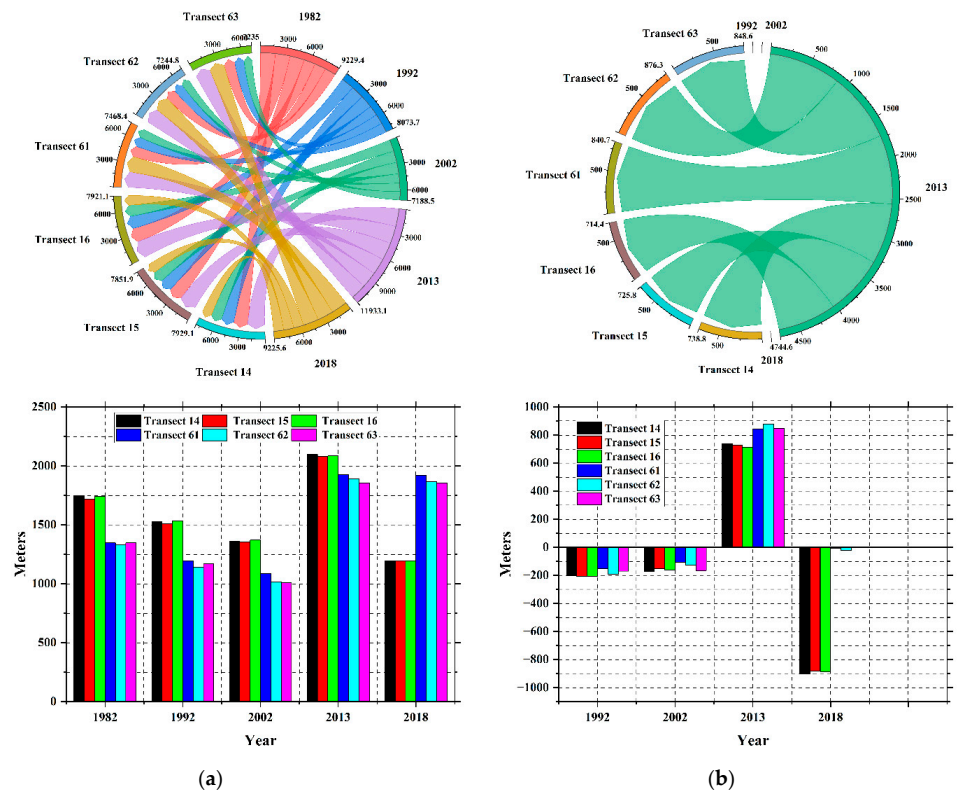 Transect 63
1982
3000
6000
7235
3000
6000
9229.4
1992
3000
6000
8073.7
2002
3000
6000
7188.5
2013
3000
6000
9000
11933.1
2018
3000
6000
9225.6
Transect 14
3000
6000
7929.1
Transect 15
3000
6000
7851.9
Transect 16
3000
6000
7921.1
Transect 61
3000
6000
7468.4
Transect 62
3000
6000
7244.8
1992
2002
Transect 63
500
848.6
500
1000
1500
2000
2500
2013
3000
3500
4000
4500
4744.6
2018
Transect 14
500
738.8
Transect 15
500
725.8
Transect 16
500
714.4
Transect 61
500
840.7
Transect 62
500
876.3
Meters
2500
2000
1500
1000
500
0
Transect 14 Transect 15 Transect 16
Transect 61 Transect 62 Transect 63
1982 1992 2002 2013 2018
Year
(a)
Meters
1000
800
600
400
200
0
−200
−400
−600
−800
−1000
Transect 14
Transect 15
Transect 16
Transect 61
Transect 62
Transect 63
1992 2002 2013 2018
Year
(b)